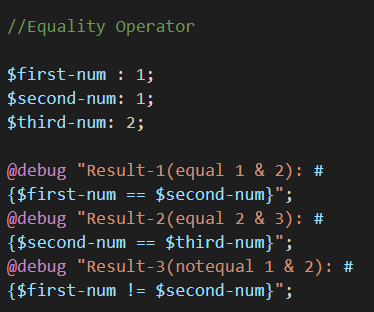 //Equality Operator
$first-num : 1;
$second-num: 1;
$third-num: 2;
@debug "Result-1(equal 1 & 2): #
{$first-num == $second-num}";
@debug "Result-2(equal 2 & 3): #
{$second-num == $third-num}";
@debug "Result-3(notequal 1 & 2): #
{$first-num != $second-num}";